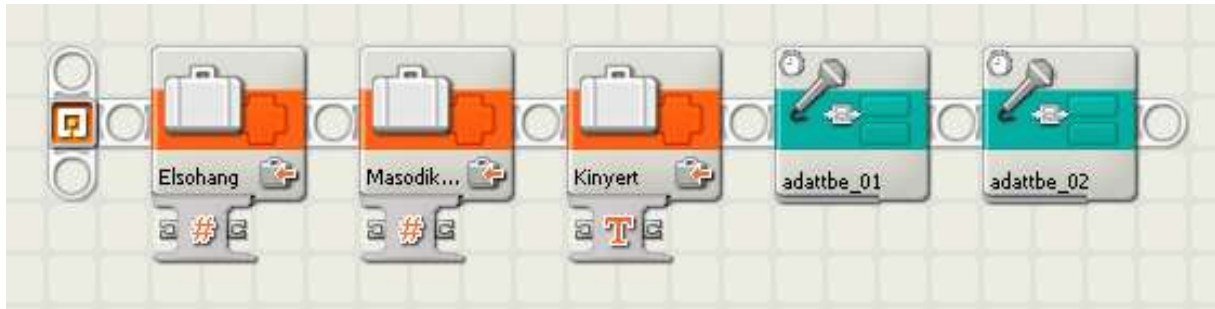 Elsohang
Masodik...
Kinyert
adattbe_01
adattbe_02
#
#
T